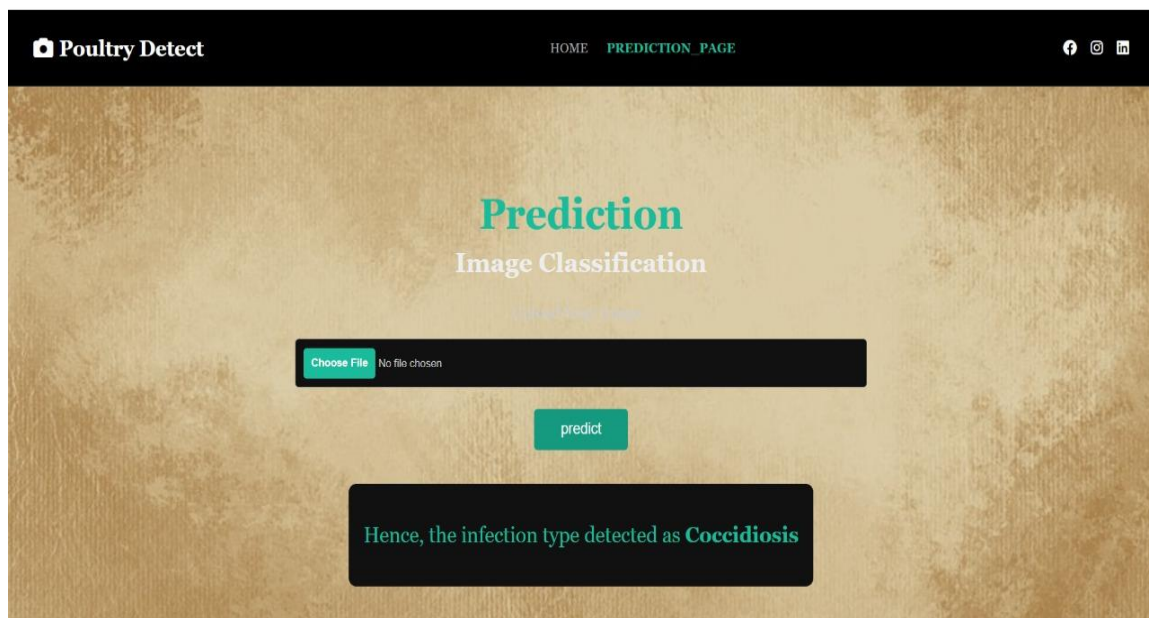 Poultry Detect
HOME PREDICTION_PAGE
Prediction
Image Classification
Choose File No file chosen
predict
Hence, the infection type detected as Coccidiosis